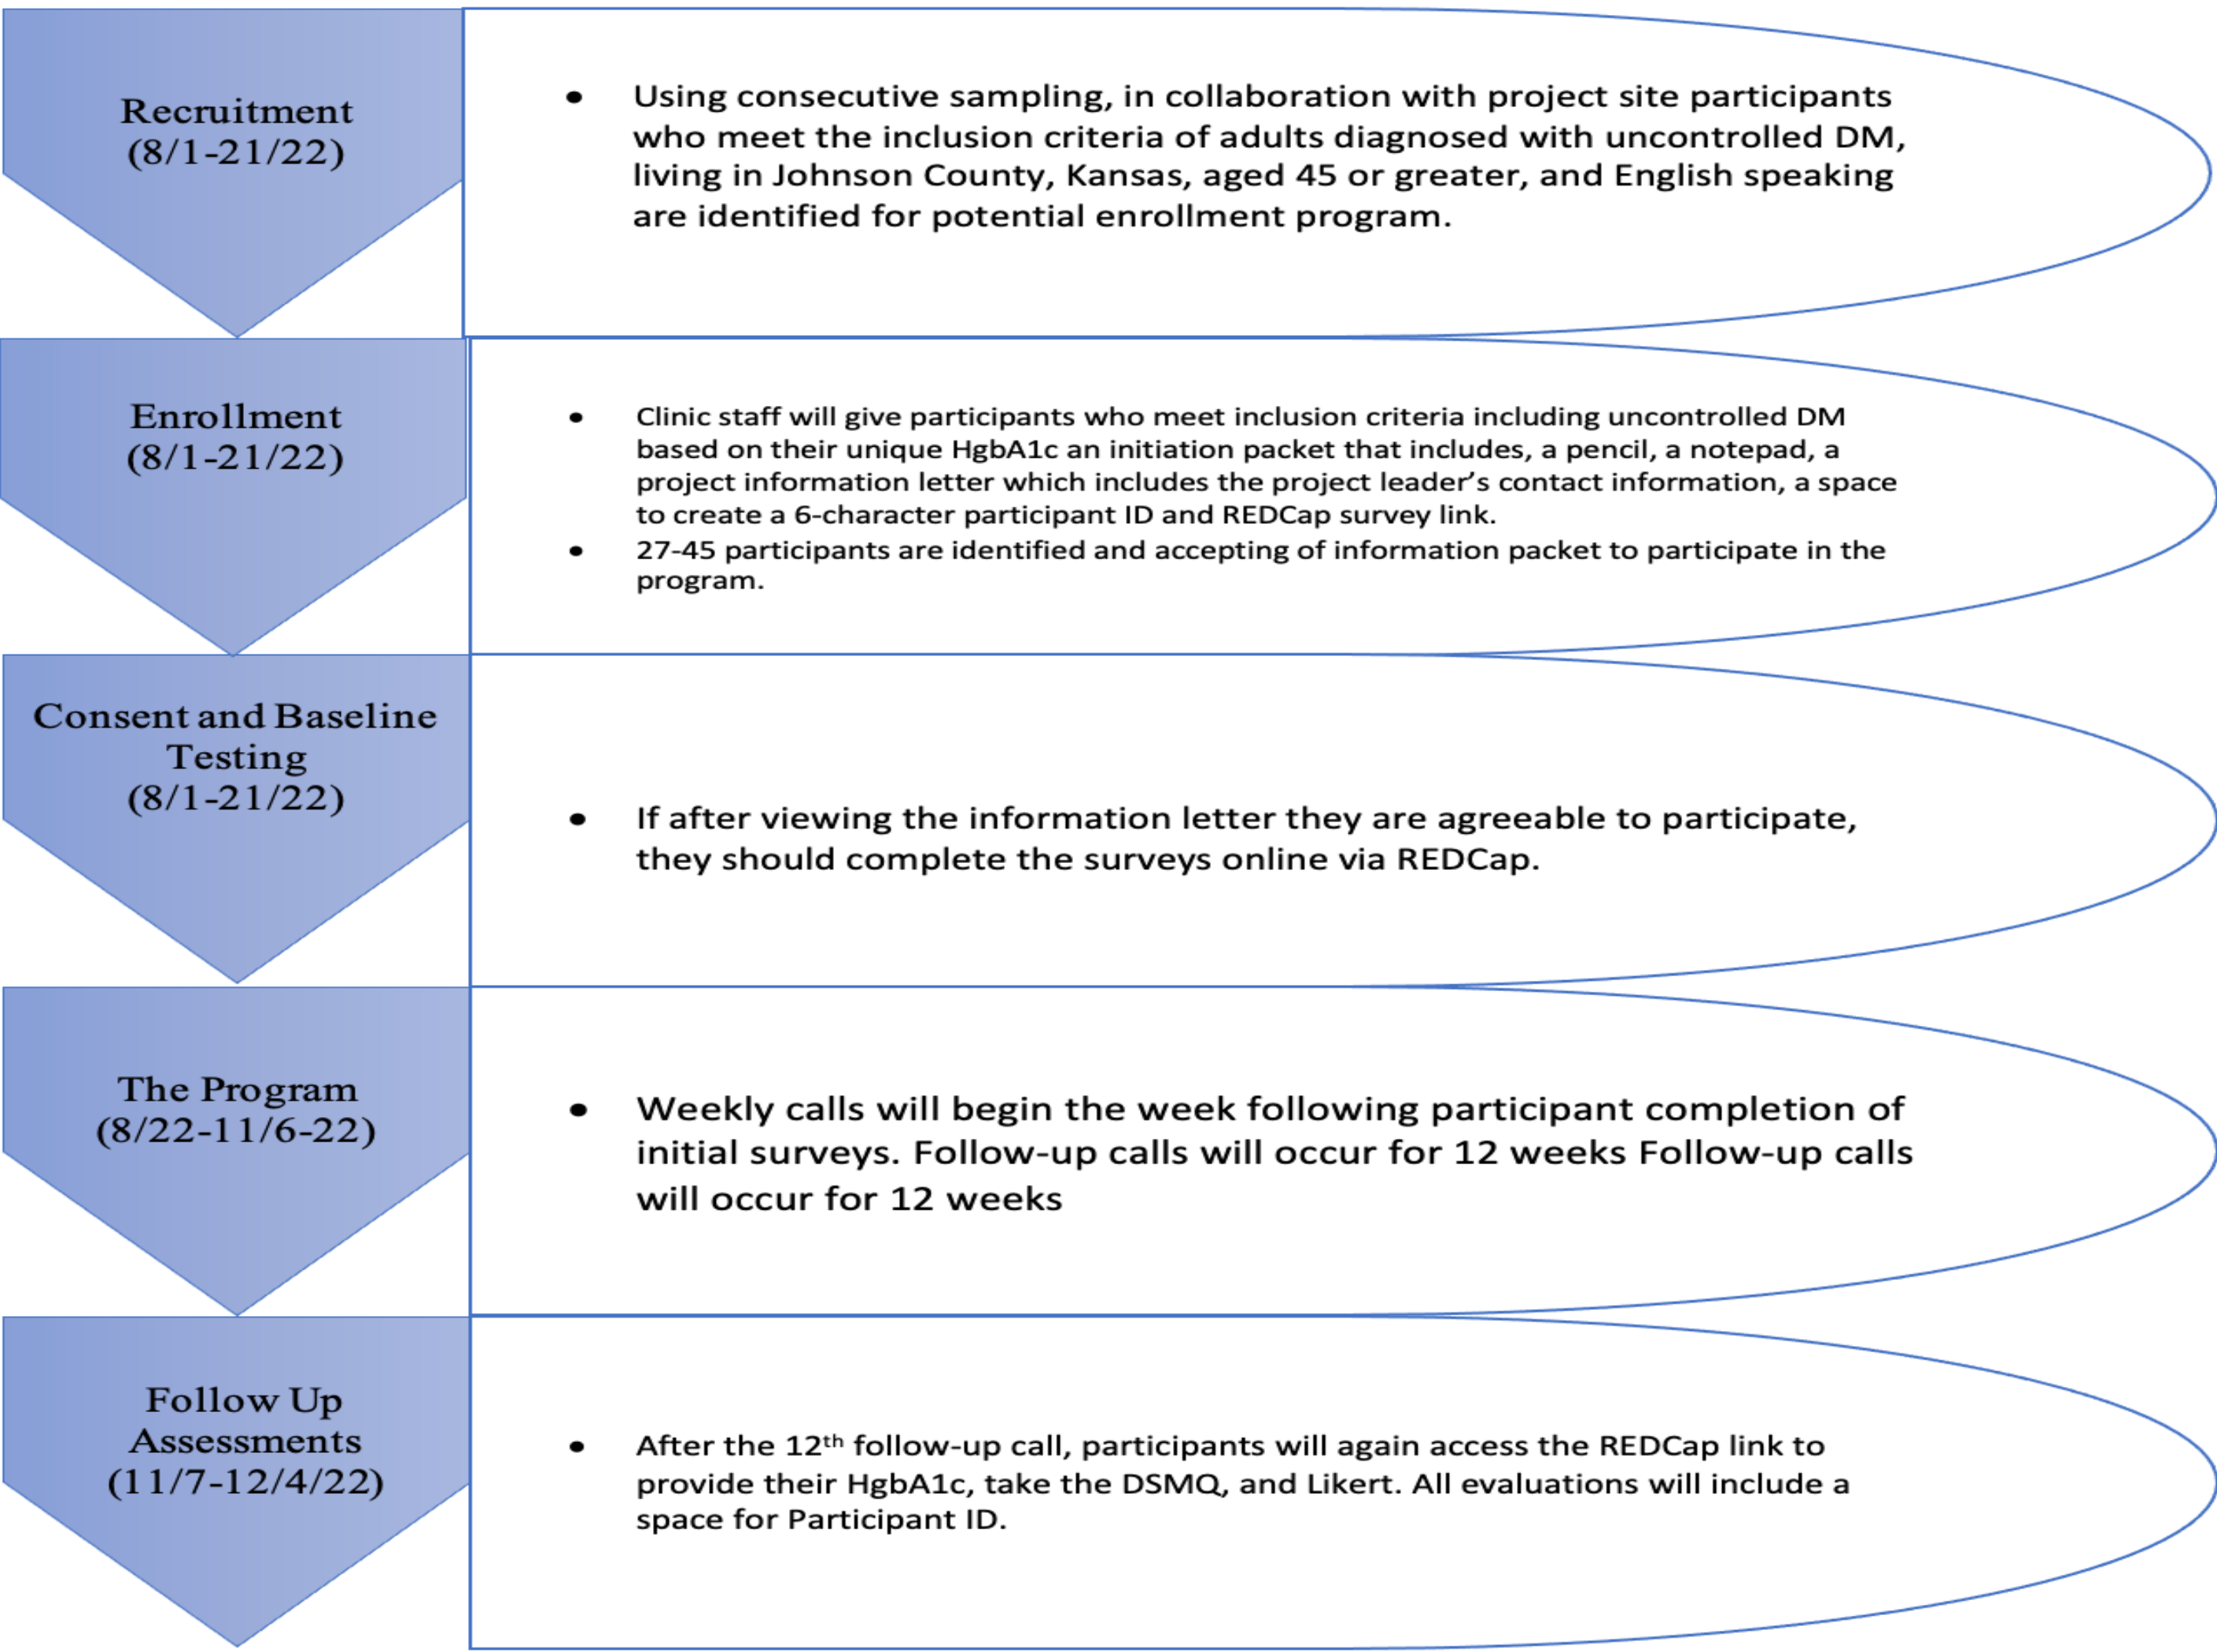 Recruitment
(8/1-21/22)
• Using consecutive sampling, in collaboration with project site participants
who meet the inclusion criteria of adults diagnosed with uncontrolled DM,
living in Johnson County, Kansas, aged 45 or greater, and English speaking
are identified for potential enrollment program.
Enrollment
(8/1-21/22)
• Clinic staff will give participants who meet inclusion criteria including uncontrolled DM
based on their unique HgbA1c an initiation packet that includes, a pencil, a notepad, a
project information letter which includes the project leader’s contact information, a space
to create a 6-character participant ID and REDCap survey link.
• 27-45 participants are identified and accepting of information packet to participate in the
program.
Consent and Baseline
Testing
(8/1-21/22)
• If after viewing the information letter they are agreeable to participate,
they should complete the surveys online via REDCap.
The Program
(8/22-11/6-22)
• Weekly calls will begin the week following participant completion of
initial surveys. Follow-up calls will occur for 12 weeks Follow-up calls
will occur for 12 weeks
Follow Up
Assessments
(11/7-12/4/22)
• After the 12th follow-up call, participants will again access the REDCap link to
provide their HgbA1c, take the DSMQ, and Likert. All evaluations will include a
space for Participant ID.